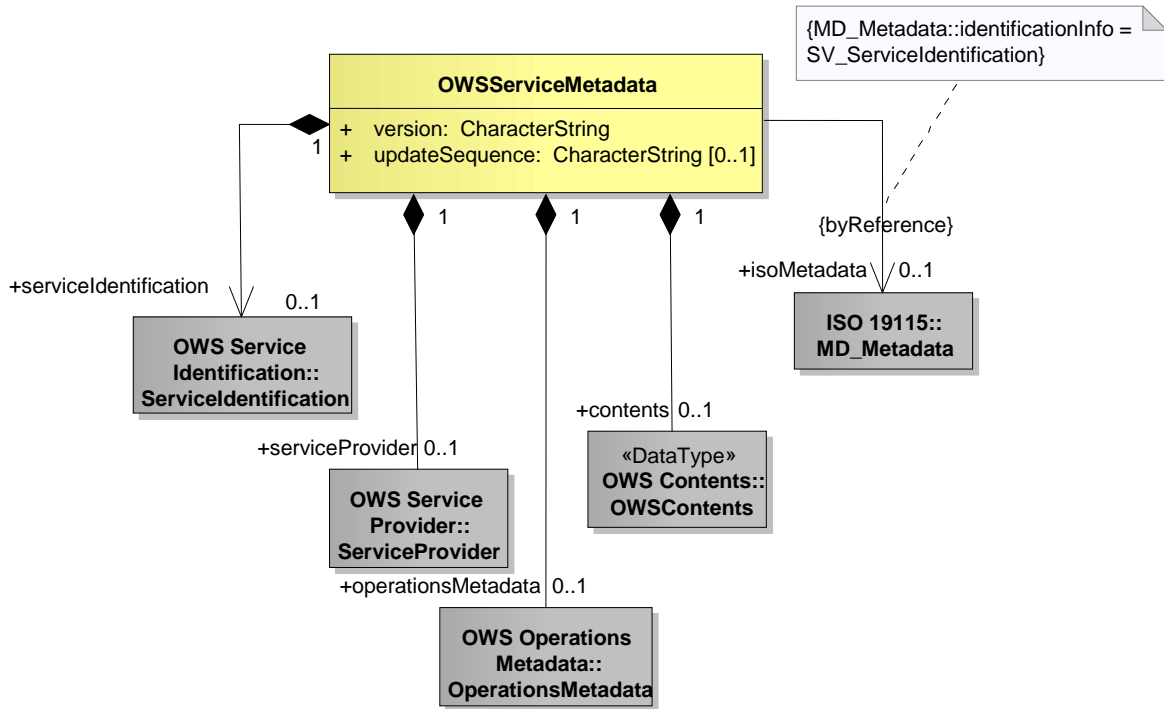 {MD_Metadata::identificationInfo =
SV_ServiceIdentification}
OWSServiceMetadata
+ version: CharacterString
+ updateSequence: CharacterString [0..1]
1
1
1
1
{byReference}
+isoMetadata 0..1
+serviceIdentification
0..1
ISO 19115::
MD_Metadata
OWS Service
Identification::
ServiceIdentification
+contents 0..1
+serviceProvider 0..1
«DataType»
OWS Contents::
OWSContents
OWS Service
Provider::
ServiceProvider
+operationsMetadata 0..1
OWS Operations
Metadata::
OperationsMetadata